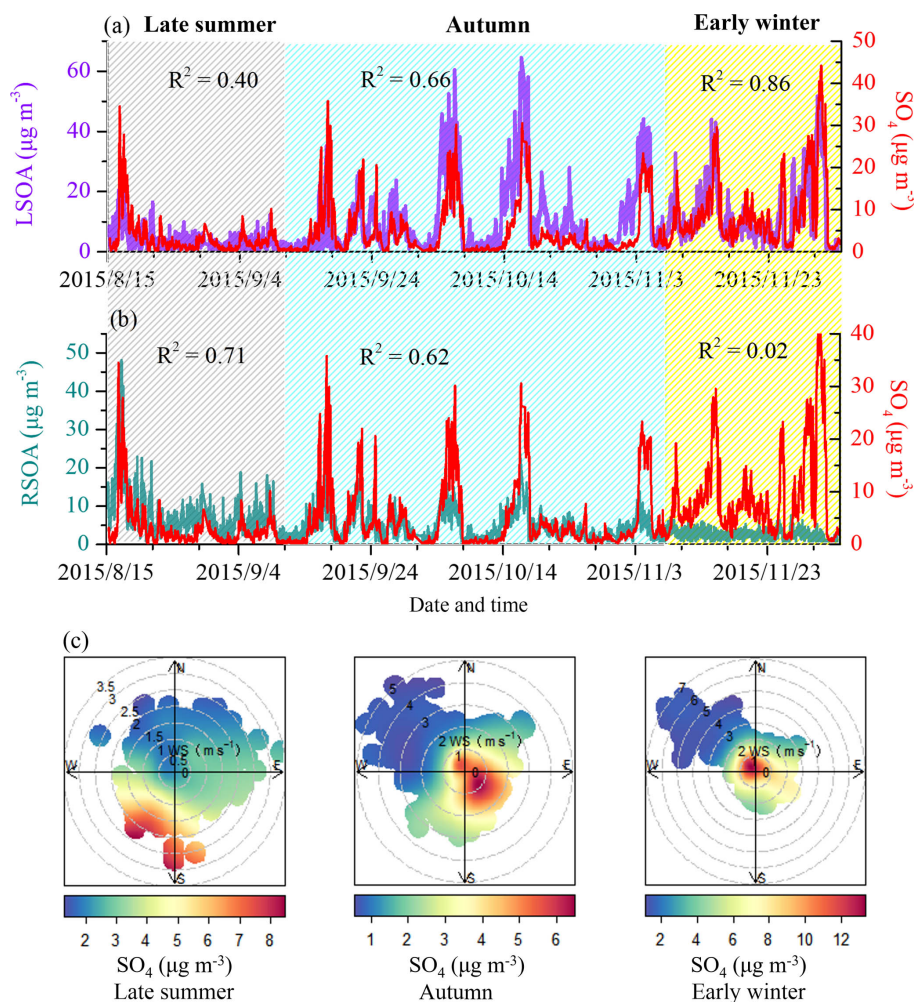 (a) Late summer Autumn Early winter
R² = 0.40 R² = 0.66 R² = 0.86
LSOA (µg m⁻³)
60
40
20
0
SO₄ (µg m⁻³)
50
40
30
20
10
0
2015/8/15 2015/9/4 2015/9/24 2015/10/14 2015/11/3 2015/11/23
(b)
R² = 0.71 R² = 0.62 R² = 0.02
RSOA (µg m⁻³)
50
40
30
20
10
0
SO₄ (µg m⁻³)
40
30
20
10
0
2015/8/15 2015/9/4 2015/9/24 2015/10/14 2015/11/3 2015/11/23
Date and time
(c)
N
3.5
3
2.5
2
1.5
1 WS (m s⁻¹)
0.5
0
W E
S
2 3 4 5 6 7 8
SO₄ (µg m⁻³)
Late summer
N
5
4
3
2 WS (m s⁻¹)
1
0
W E
S
1 2 3 4 5 6
SO₄ (µg m⁻³)
Autumn
N
7
6
5
4
3
2 WS (m s⁻¹)
0
W E
S
2 4 6 8 10 12
SO₄ (µg m⁻³)
Early winter